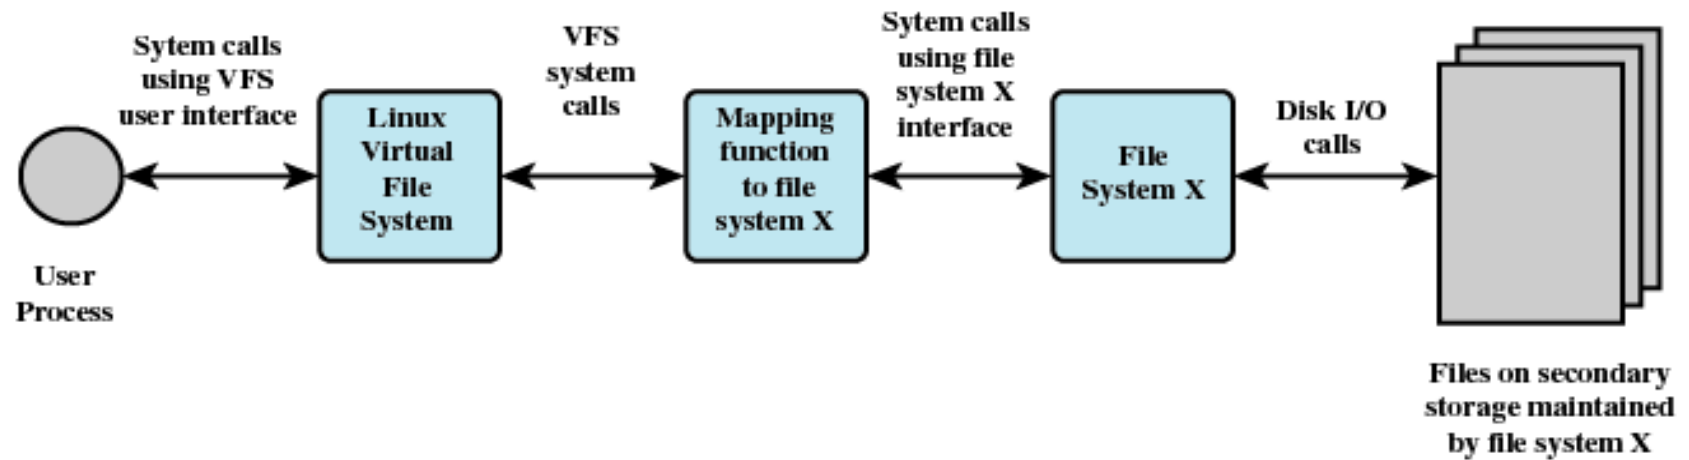 Sytem calls
using VFS
user interface
VFS
system
calls
Sytem calls
using file
system X
interface
Disk I/O
calls
Linux
Virtual
File
System
Mapping
function
to file
system X
File
System X
User
Process
Files on secondary
storage maintained
by file system X